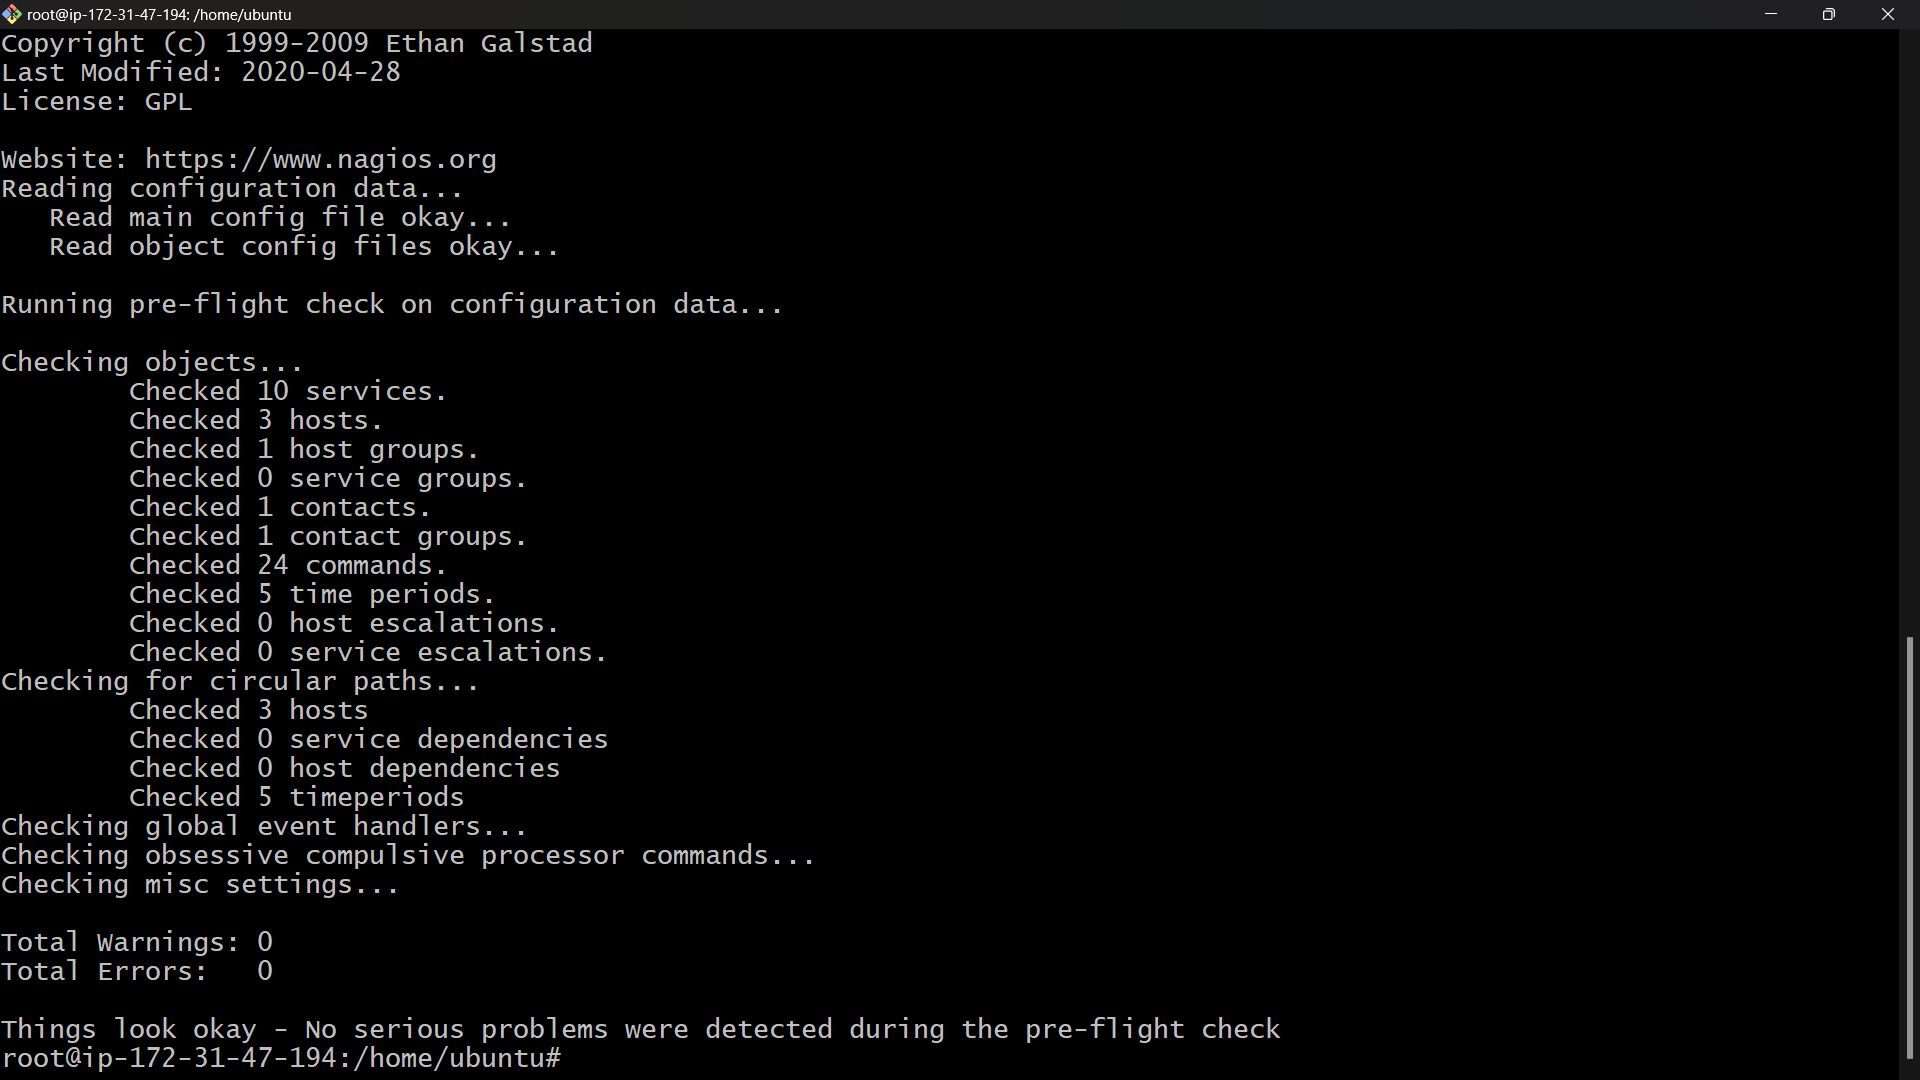 root@ip-172-31-47-194: /home/ubuntu
Copyright (c) 1999-2009 Ethan Galstad
Last Modified: 2020-04-28
License: GPL

Website: https://www.nagios.org
Reading configuration data...
   Read main config file okay...
   Read object config files okay...

Running pre-flight check on configuration data...

Checking objects...
        Checked 10 services.
        Checked 3 hosts.
        Checked 1 host groups.
        Checked 0 service groups.
        Checked 1 contacts.
        Checked 1 contact groups.
        Checked 24 commands.
        Checked 5 time periods.
        Checked 0 host escalations.
        Checked 0 service escalations.
Checking for circular paths...
        Checked 3 hosts
        Checked 0 service dependencies
        Checked 0 host dependencies
        Checked 5 timeperiods
Checking global event handlers...
Checking obsessive compulsive processor commands...
Checking misc settings...

Total Warnings: 0
Total Errors:   0

Things look okay - No serious problems were detected during the pre-flight check
root@ip-172-31-47-194:/home/ubuntu#